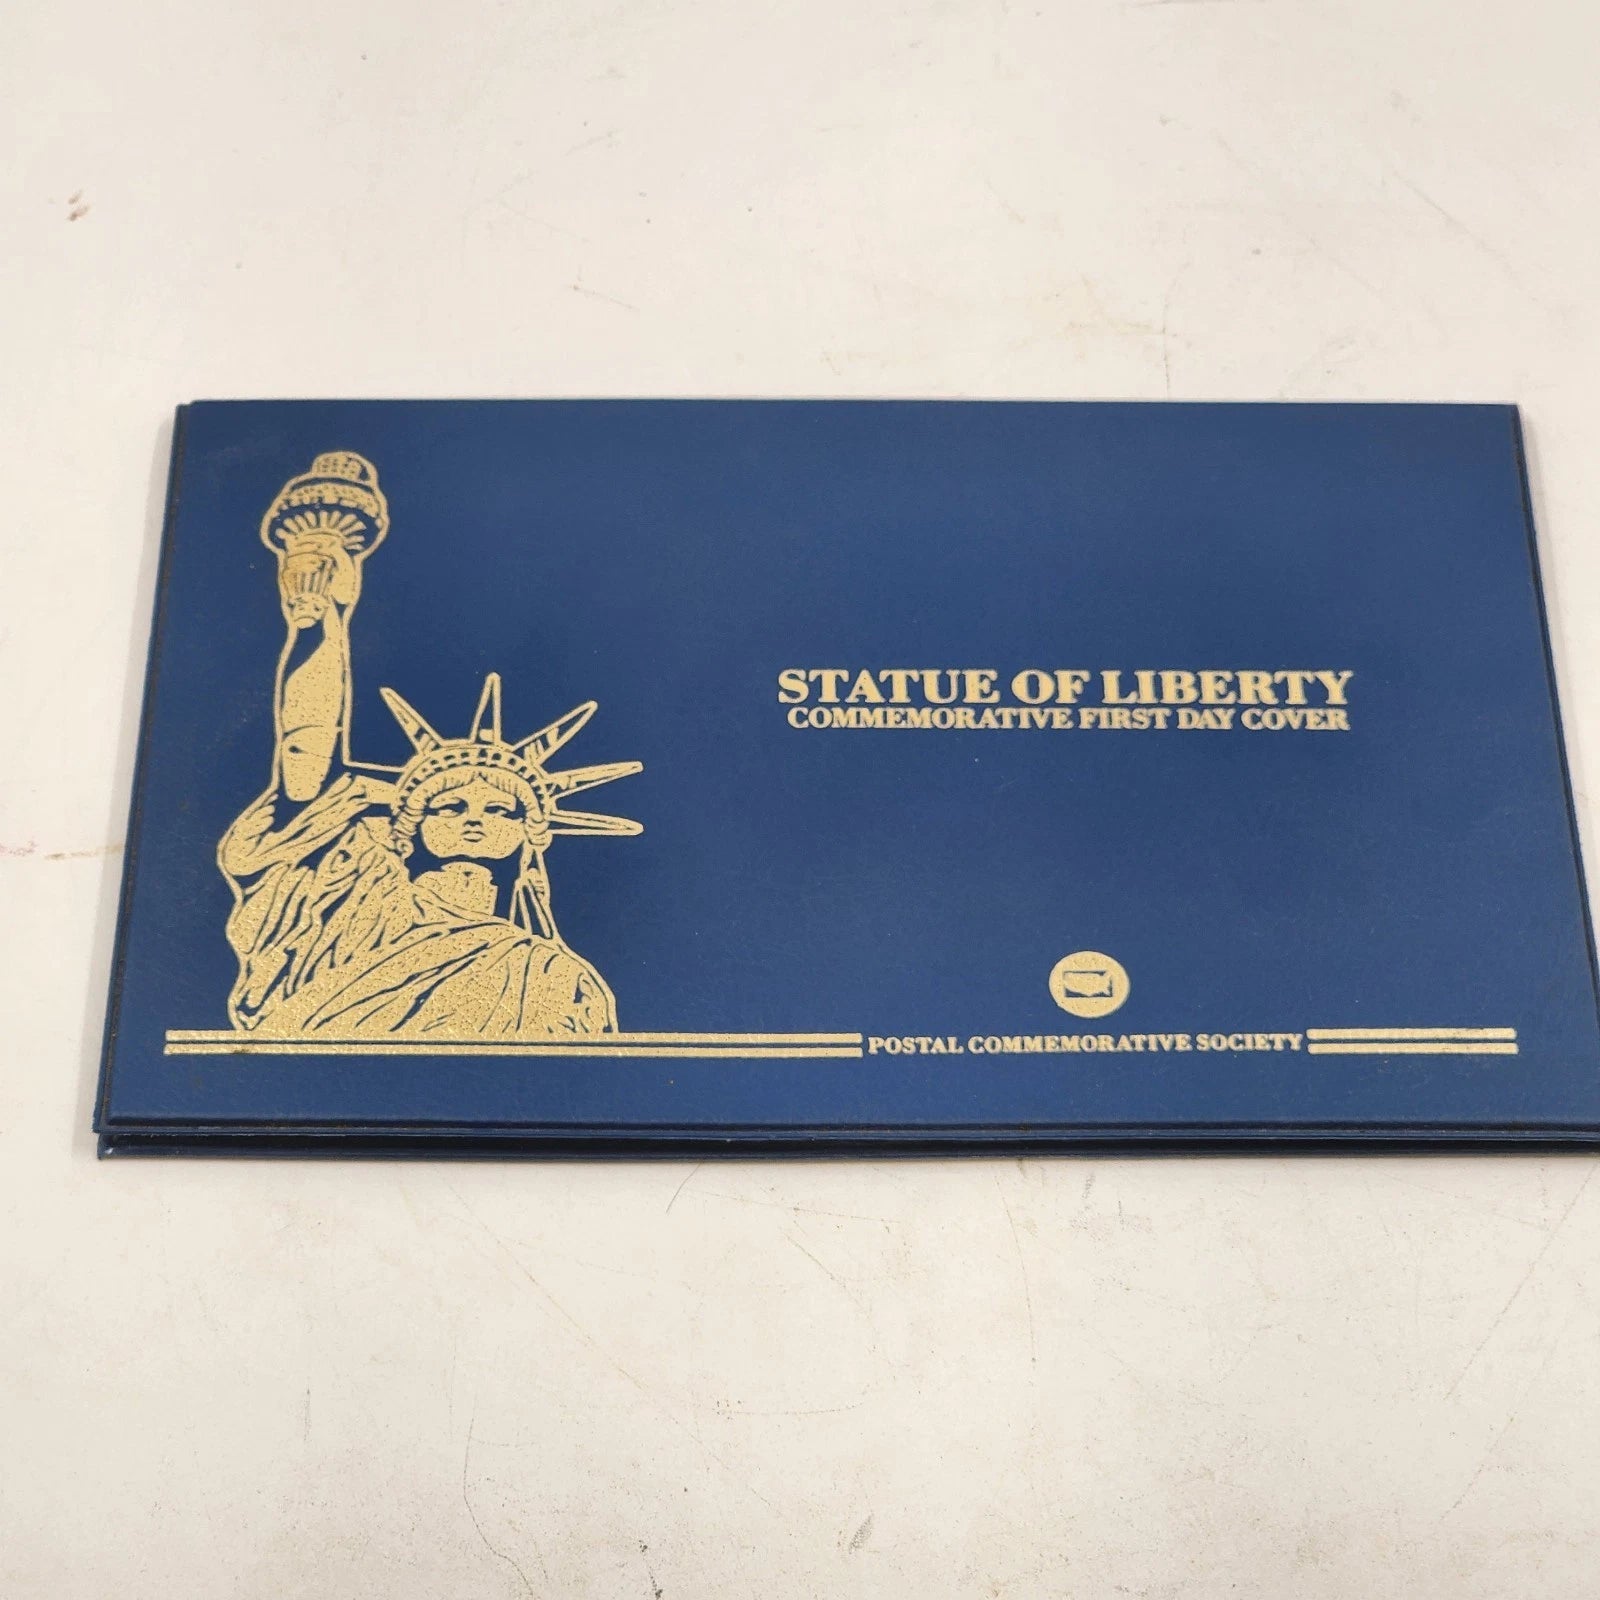 STATUE OF LIBERTY
COMMEMORATIVE FIRST DAY COVER
POSTAL COMMEMORATIVE SOCIETY